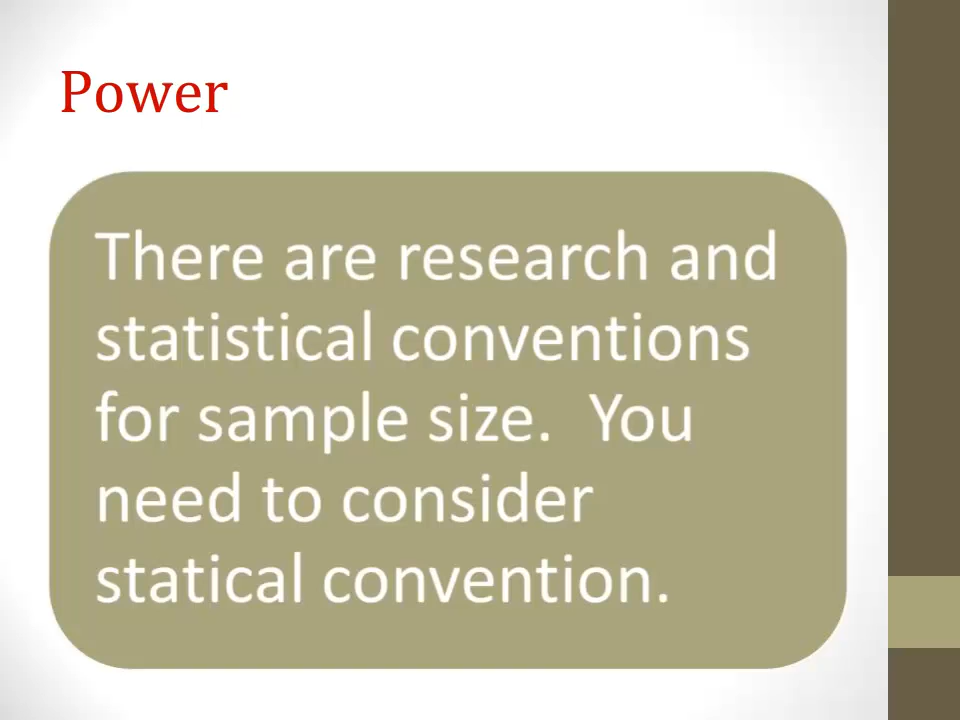 Power
There are research and
statistical conventions
for sample size.  You
need to consider
statical convention.